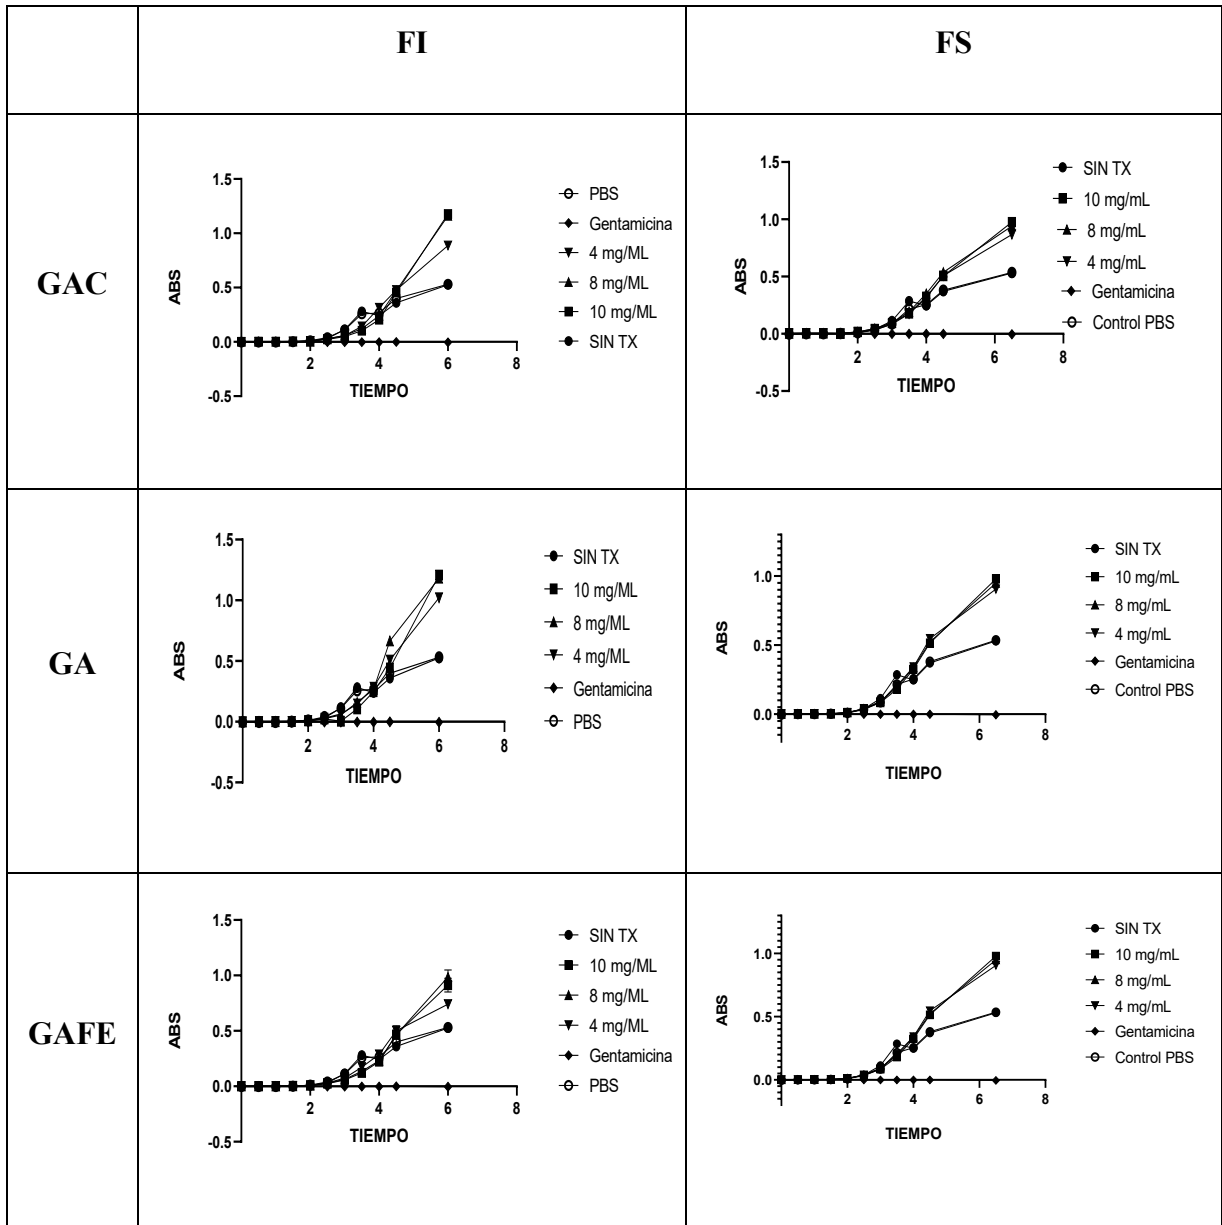 FI
FS
GAC
1.5
1.0
0.5
0.0
-0.5
2
4
6
8
ABS
TIEMPO
PBS
Gentamicina
4 mg/ML
8 mg/ML
10 mg/ML
SIN TX
1.5
1.0
0.5
0.0
-0.5
2
4
6
8
ABS
TIEMPO
SIN TX
10 mg/mL
8 mg/mL
4 mg/mL
Gentamicina
Control PBS
GA
1.5
1.0
0.5
0.0
-0.5
2
4
6
8
ABS
TIEMPO
SIN TX
10 mg/ML
8 mg/ML
4 mg/ML
Gentamicina
PBS
1.0
0.5
0.0
2
4
6
8
ABS
TIEMPO
SIN TX
10 mg/mL
8 mg/mL
4 mg/mL
Gentamicina
Control PBS
GAFE
1.5
1.0
0.5
0.0
-0.5
2
4
6
8
ABS
TIEMPO
SIN TX
10 mg/ML
8 mg/ML
4 mg/ML
Gentamicina
PBS
1.0
0.5
0.0
2
4
6
8
ABS
TIEMPO
SIN TX
10 mg/mL
8 mg/mL
4 mg/mL
Gentamicina
Control PBS